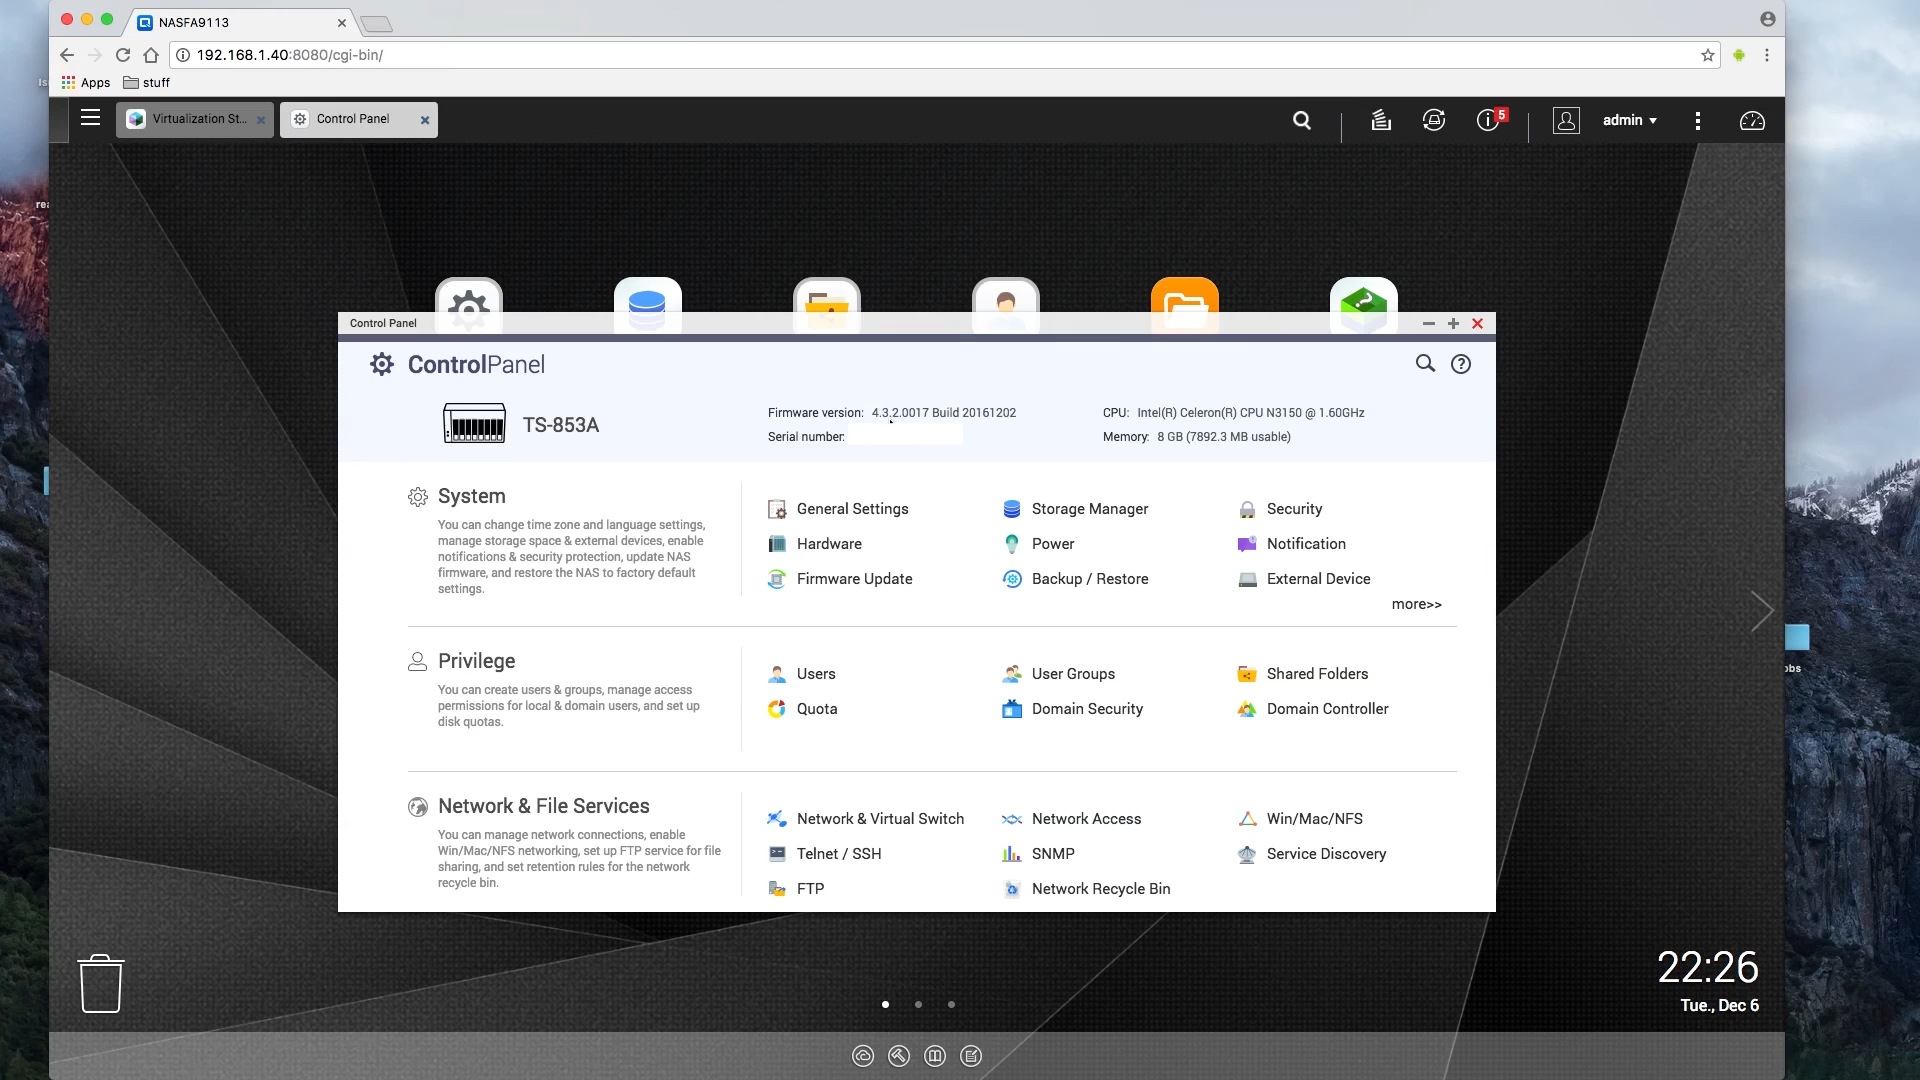 NASFA9113
192.168.1.40:8080/cgi-bin/
Apps
stuff
Virtualization St...
Control Panel
5
admin
Control Panel
ControlPanel
TS-853A
Firmware version: 4.3.2.0017 Build 20161202
CPU: Intel(R) Celeron(R) CPU N3150 @ 1.60GHz
Serial number:
Memory: 8 GB (7892.3 MB usable)
System
You can change time zone and language settings,
manage storage space & external devices, enable
notifications & security protection, update NAS
firmware, and restore the NAS to factory default
settings.
General Settings
Storage Manager
Security
Hardware
Power
Notification
Firmware Update
Backup / Restore
External Device
more>>
Privilege
You can create users & groups, manage access
permissions for local & domain users, and set up
disk quotas.
Users
User Groups
Shared Folders
Quota
Domain Security
Domain Controller
Network & File Services
You can manage network connections, enable
Win/Mac/NFS networking, set up FTP service for file
sharing, and set retention rules for the network
recycle bin.
Network & Virtual Switch
Network Access
Win/Mac/NFS
Telnet / SSH
SNMP
Service Discovery
FTP
Network Recycle Bin
22:26
Tue., Dec 6